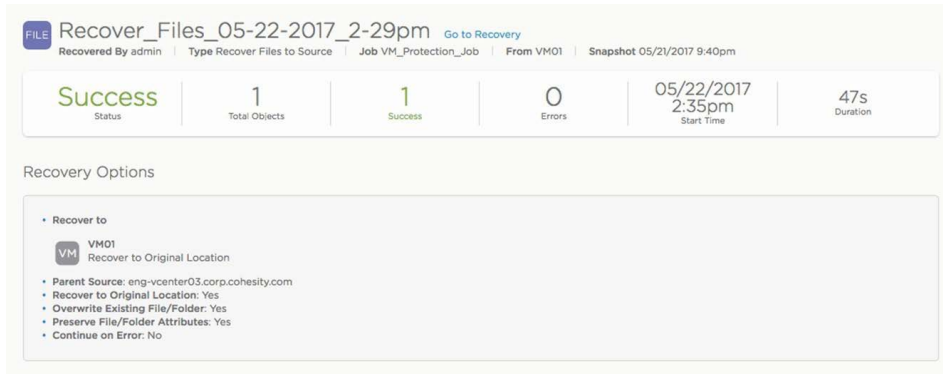 FILE
Recover_Files_05-22-2017_2-29pm Go to Recovery
Recovered By admin Type Recover Files to Source Job VM_Protection_Job From VM01 Snapshot 05/21/2017 9:40pm
Success
Status
1
Total Objects
1
Success
0
Errors
05/22/2017
2:35pm
Start Time
47s
Duration
Recovery Options
• Recover to
VM
VM01
Recover to Original Location
• Parent Source: eng-vcenter03.corp.cohesity.com
• Recover to Original Location: Yes
• Overwrite Existing File/Folder: Yes
• Preserve File/Folder Attributes: Yes
• Continue on Error: No